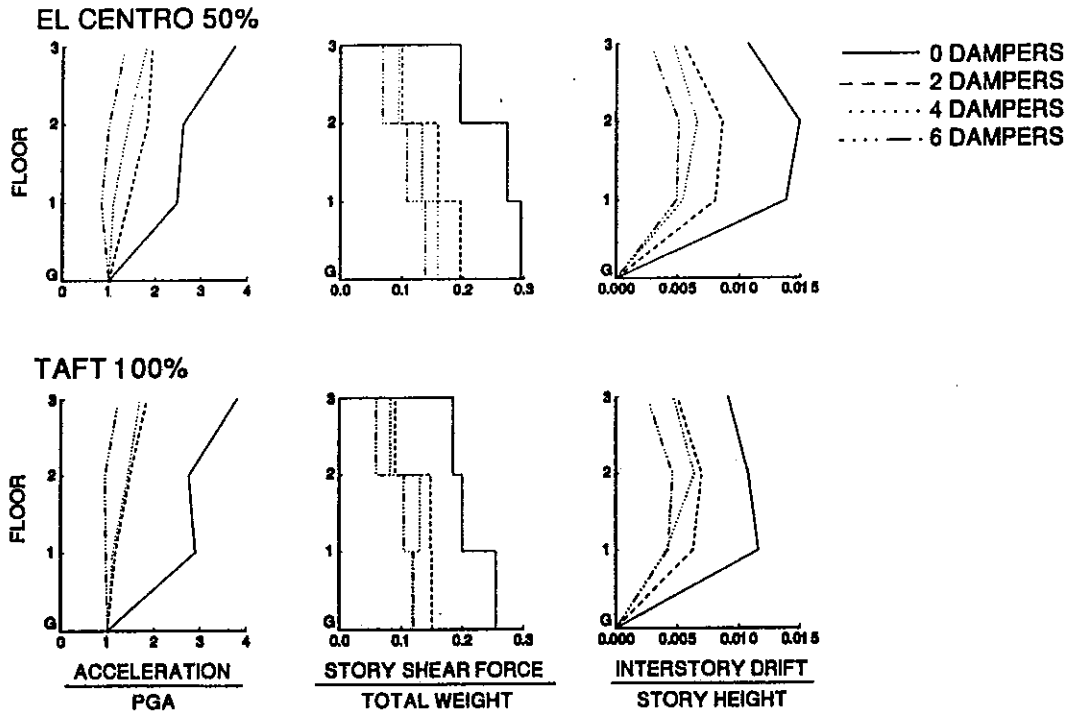 EL CENTRO 50%
3
2
1
G
FLOOR
0 1 2 3 4
3
2
1
G
0.0 0.1 0.2 0.3
3
2
1
G
0.000 0.005 0.010 0.015
0 DAMPERS
2 DAMPERS
4 DAMPERS
6 DAMPERS
TAFT 100%
3
2
1
G
FLOOR
0 1 2 3 4
3
2
1
G
0.0 0.1 0.2 0.3
3
2
1
G
0.000 0.005 0.010 0.015
ACCELERATION
PGA
STORY SHEAR FORCE
TOTAL WEIGHT
INTERSTORY DRIFT
STORY HEIGHT